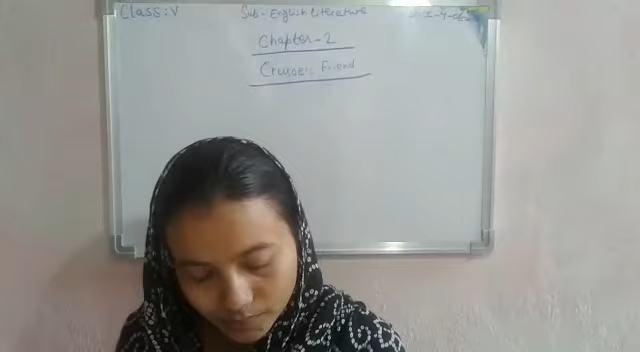 Class: V
Sub- English Literature
Chapter-2
Crusoe's Friend